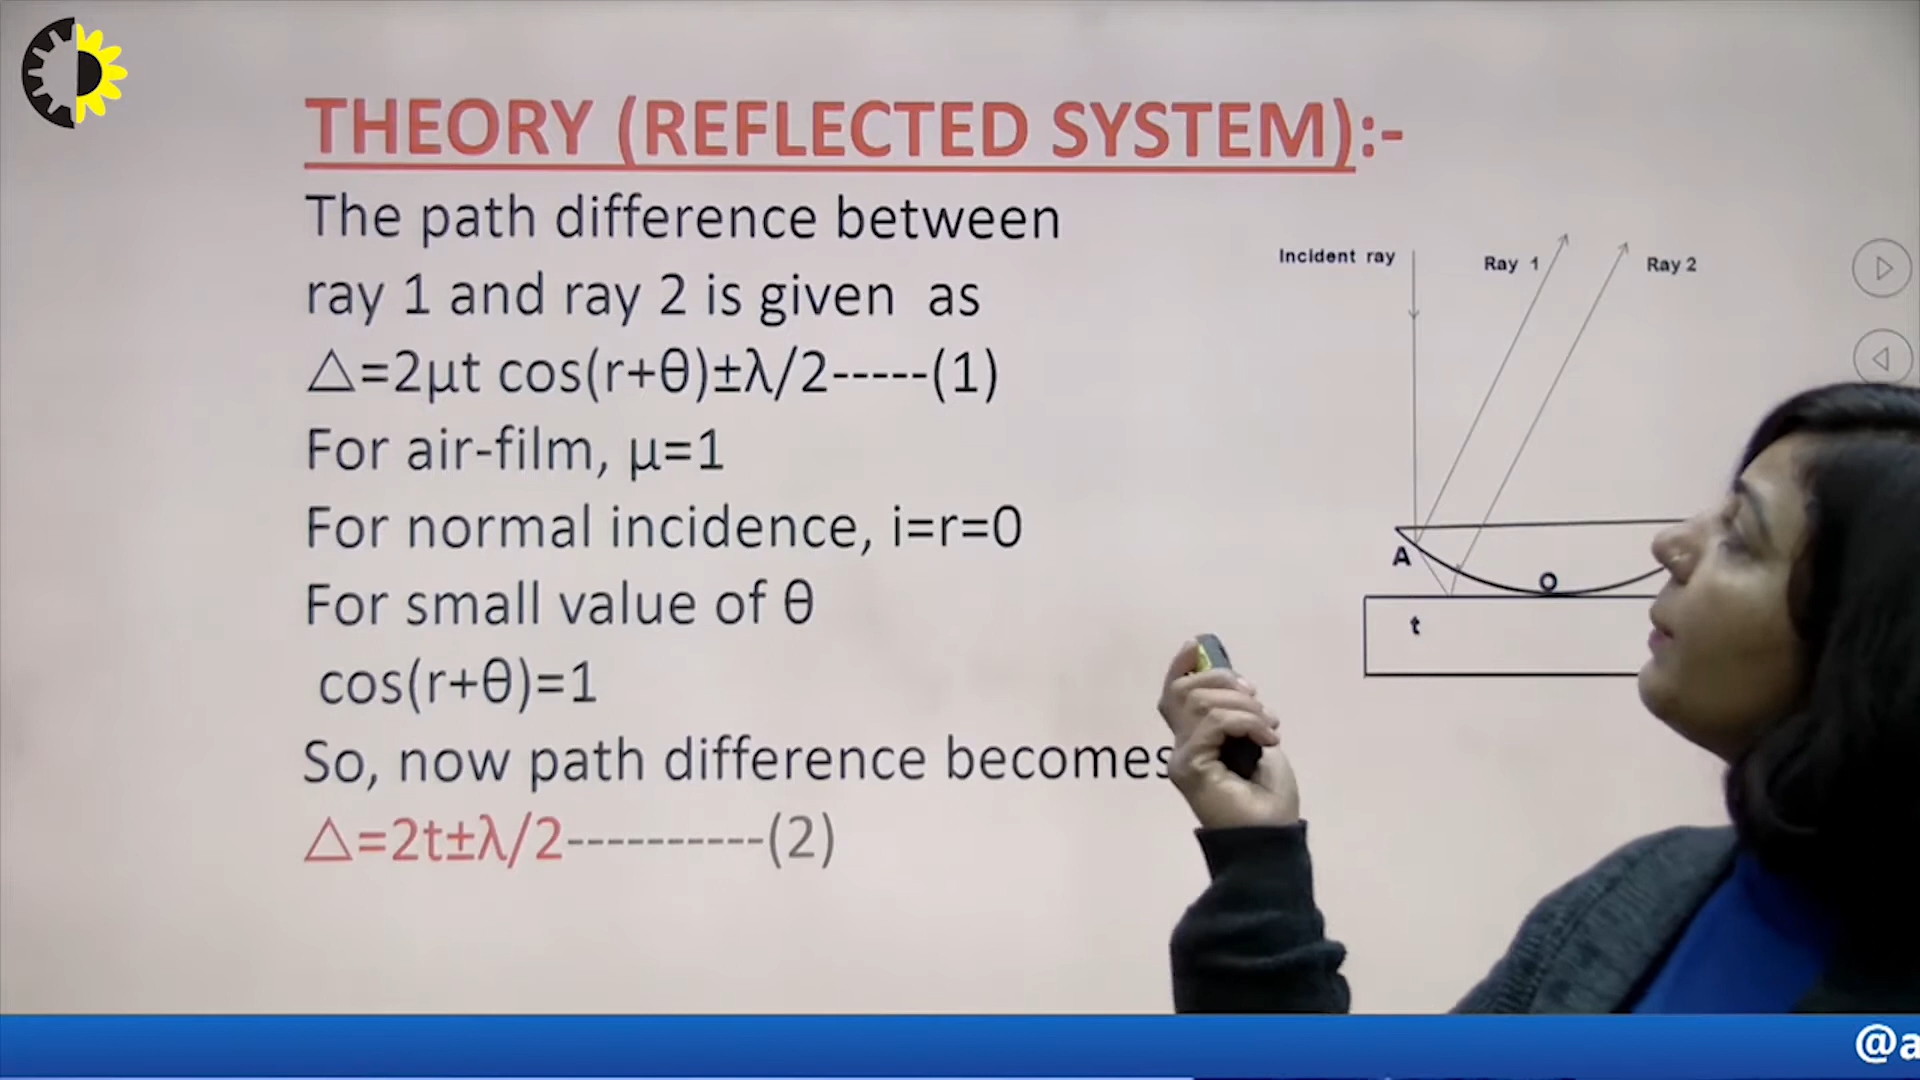 THEORY (REFLECTED SYSTEM):-
The path difference between
ray 1 and ray 2 is given as
△=2μt cos(r+θ)±λ/2-----(1)
For air-film, μ=1
For normal incidence, i=r=0
For small value of θ
cos(r+θ)=1
So, now path difference becomes
△=2t±λ/2----------(2)
Incident ray
Ray 1
Ray 2
A
O
t
@a